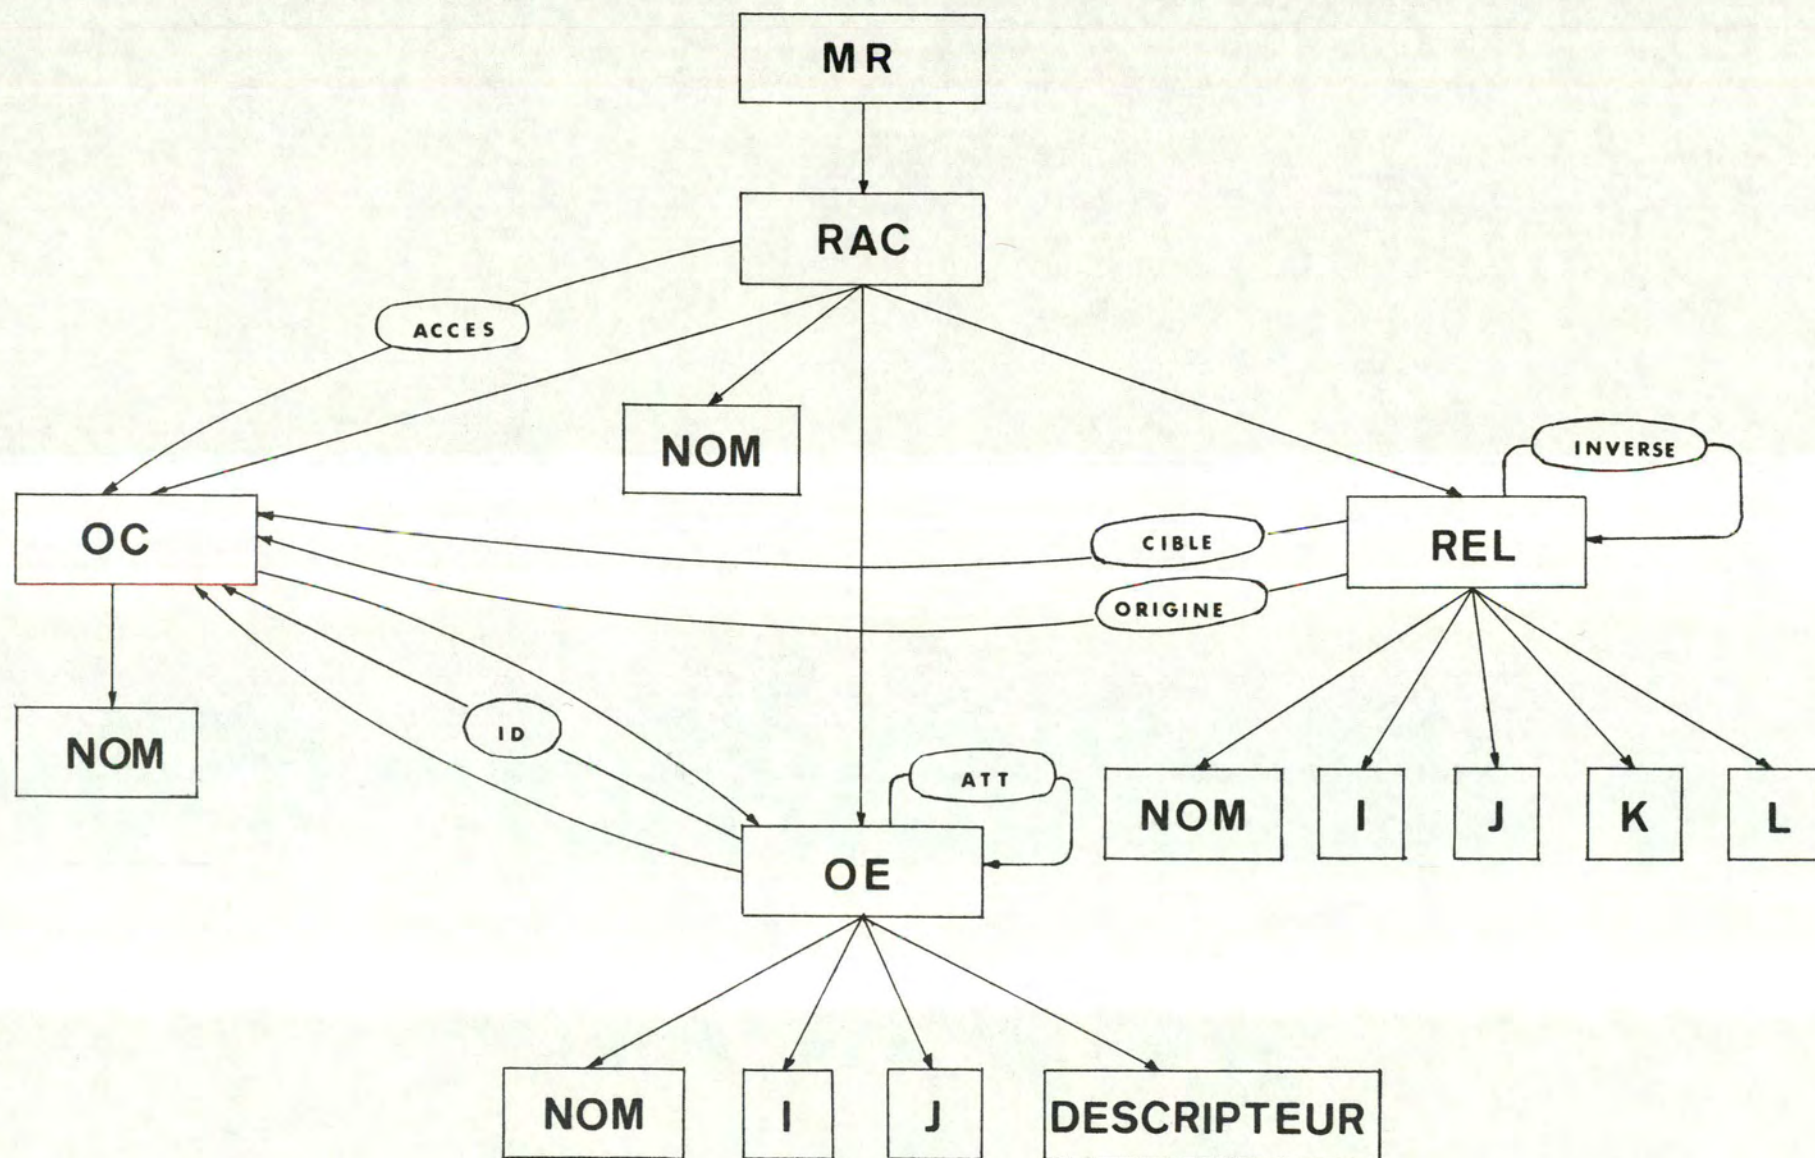 MR
RAC
ACCES
NOM
INVERSE
OC
CIBLE
REL
ORIGINE
NOM
ID
ATT
NOM
I
J
K
L
OE
NOM
I
J
DESCRIPTEUR